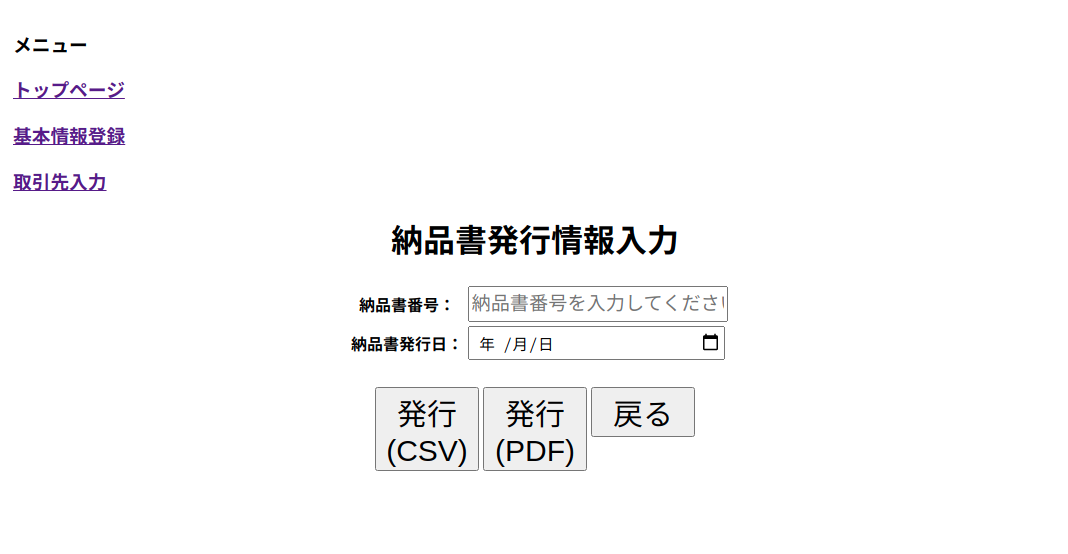 メニュー
トップページ
基本情報登録
取引先入力
納品書発行情報入力
納品書番号： 納品書番号を入力してくださ
納品書発行日： 年 /月/日
発行 発行 戻る
(CSV) (PDF)